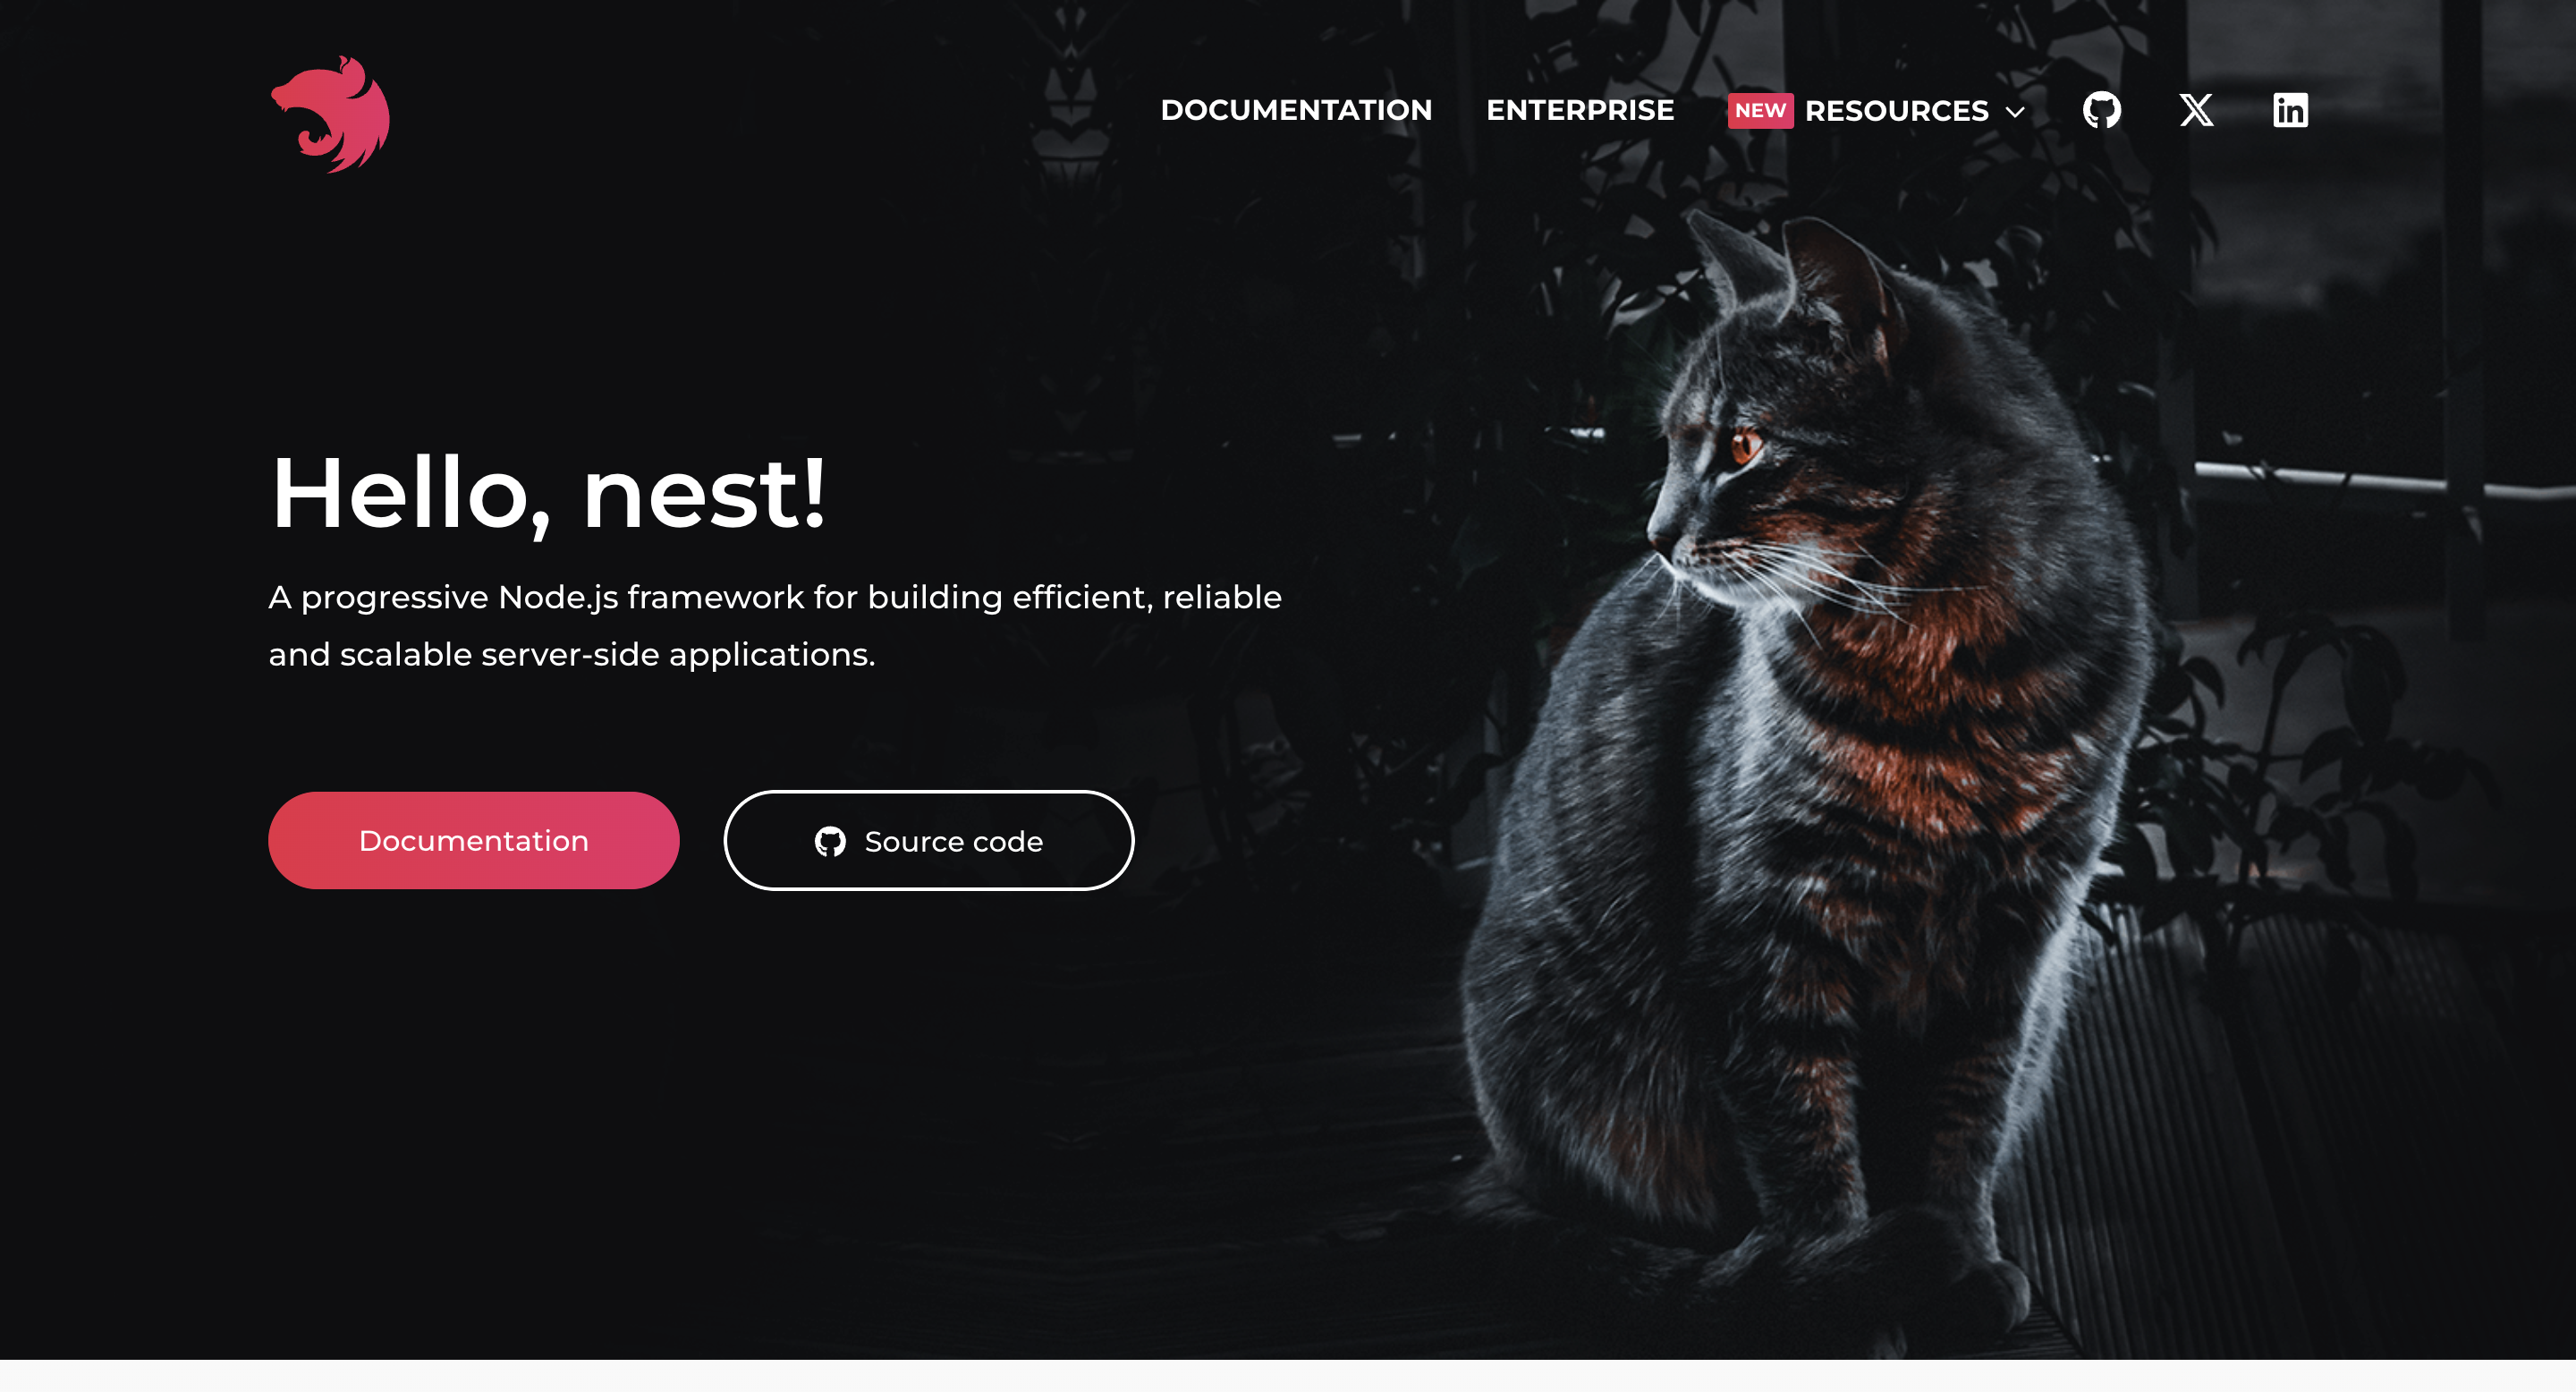 DOCUMENTATION ENTERPRISE NEW RESOURCES
Hello, nest!
A progressive Node.js framework for building efficient, reliable
and scalable server-side applications.
Documentation Source code